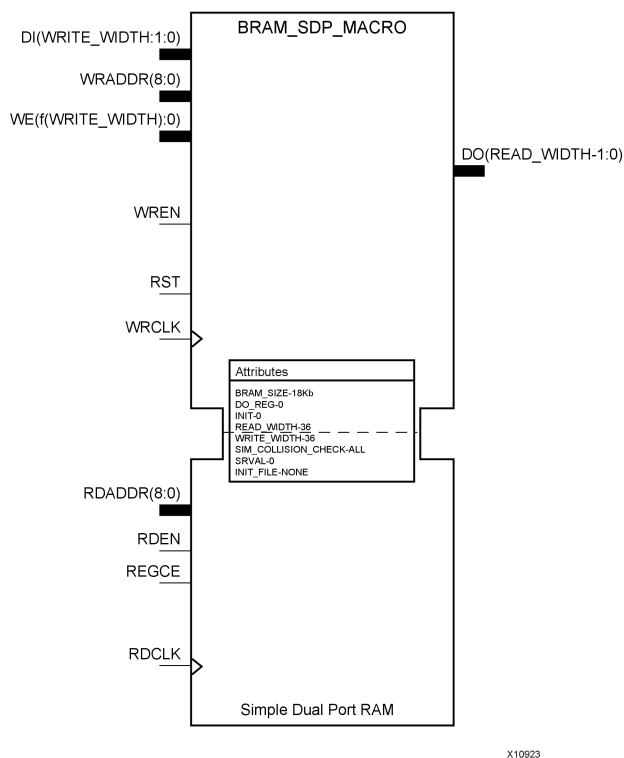 BRAM_SDP_MACRO
DI(WRITE_WIDTH:1:0)
WRADDR(8:0)
WE(f(WRITE_WIDTH):0)
DO(READ_WIDTH-1:0)
WREN
RST
WRCLK
Attributes
BRAM_SIZE-18Kb
DO_REG-0
INIT-0
READ_WIDTH-36
WRITE_WIDTH-36
SIM_COLLISION_CHECK-ALL
SRVAL-0
INIT_FILE-NONE
RDADDR(8:0)
RDEN
REGCE
RDCLK
Simple Dual Port RAM
X10923